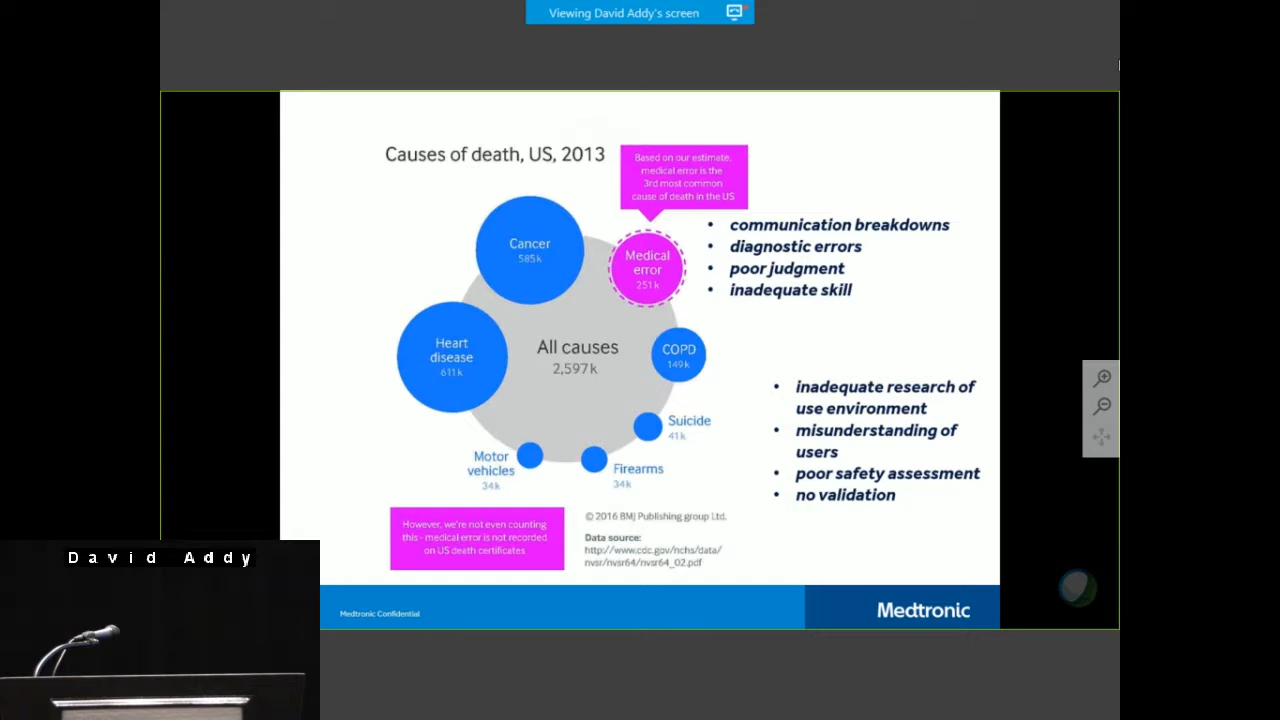 Viewing David Addy's screen
Causes of death, US, 2013
Based on our estimate,
medical error is the
3rd most common
cause of death in the US
Cancer
585k
Medical
error
251k
• communication breakdowns
• diagnostic errors
• poor judgment
• inadequate skill
Heart
disease
611k
All causes
2,597k
COPD
149k
Suicide
41k
Motor
vehicles
34k
Firearms
34k
• inadequate research of
use environment
• misunderstanding of
users
• poor safety assessment
• no validation
However, we're not even counting
this - medical error is not recorded
on US death certificates
© 2016 BMJ Publishing group Ltd.
Data source:
http://www.cdc.gov/nchs/data/
nvsr/nvsr64/nvsr64_02.pdf
David Addy
Medtronic Confidential
Medtronic